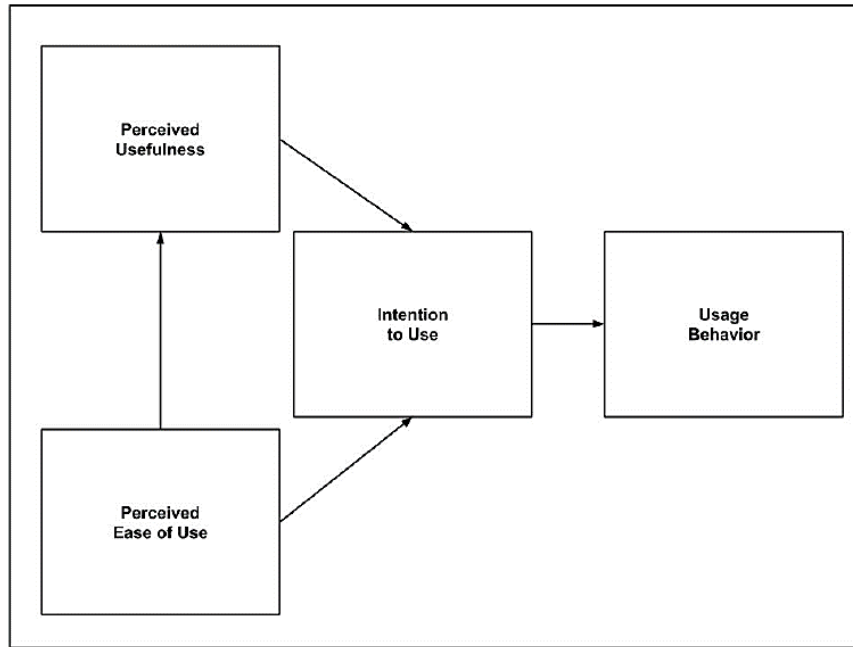 Perceived
Usefulness
Intention
to Use
Usage
Behavior
Perceived
Ease of Use